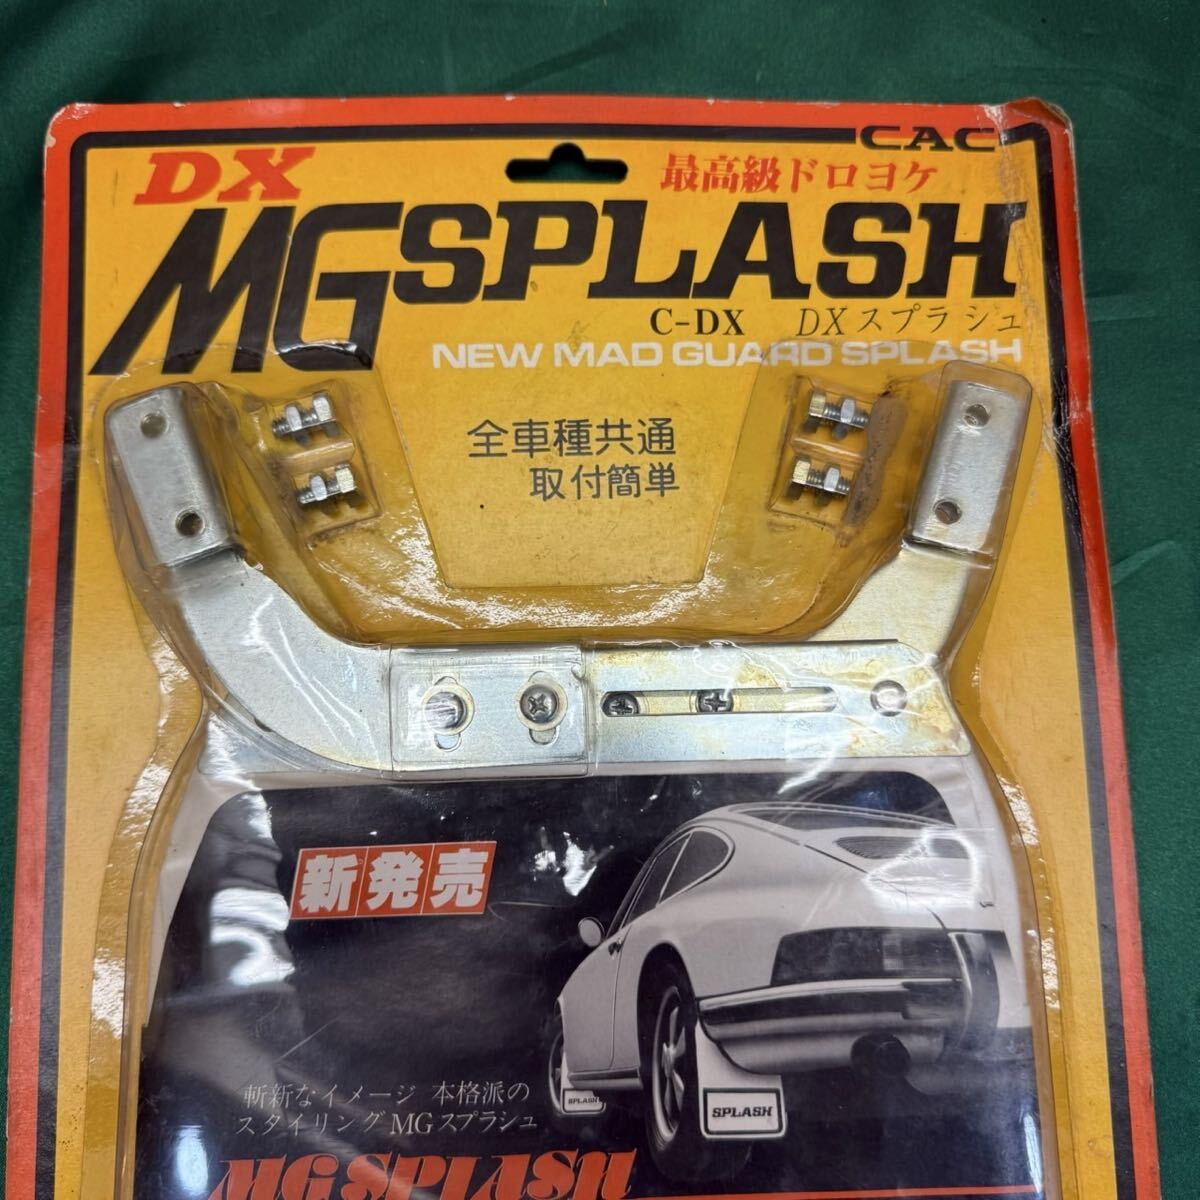 CAC
DX
最高級ドロヨケ
MGSPLASH
C-DX DXスプラシュ
NEW MAD GUARD SPLASH
全車種共通
取付簡単
新発売
斬新なイメージ 本格派の
スタイリングMGスプラシュ
SPLASH
SPLASH
MGSPLASH